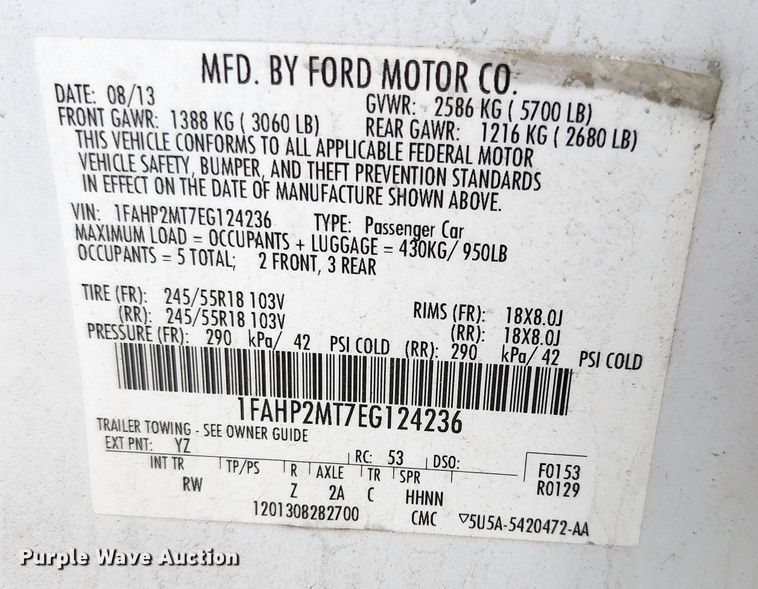 MFD. BY FORD MOTOR CO.
DATE: 08/13 GVWR: 2586 KG ( 5700 LB)
FRONT GAWR: 1388 KG ( 3060 LB) REAR GAWR: 1216 KG ( 2680 LB)
THIS VEHICLE CONFORMS TO ALL APPLICABLE FEDERAL MOTOR
VEHICLE SAFETY, BUMPER, AND THEFT PREVENTION STANDARDS
IN EFFECT ON THE DATE OF MANUFACTURE SHOWN ABOVE.
VIN: 1FAHP2MT7EG124236 TYPE: Passenger Car
MAXIMUM LOAD = OCCUPANTS + LUGGAGE = 430KG/ 950LB
OCCUPANTS = 5 TOTAL; 2 FRONT, 3 REAR
TIRE (FR): 245/55R18 103V RIMS (FR): 18X8.0J
(RR): 245/55R18 103V (RR): 18X8.0J
PRESSURE (FR): 290 kPa/ 42 PSI COLD (RR): 290 kPa/ 42 PSI COLD
1FAHP2MT7EG124236
TRAILER TOWING - SEE OWNER GUIDE
EXT PNT: YZ RC: 53 DSO: F0153
INT TR TP/PS R AXLE TR SPR R0129
RW Z 2A C HHNN
1201308282700 CMC ▽5U5A-5420472-AA
Purple Wave Auction